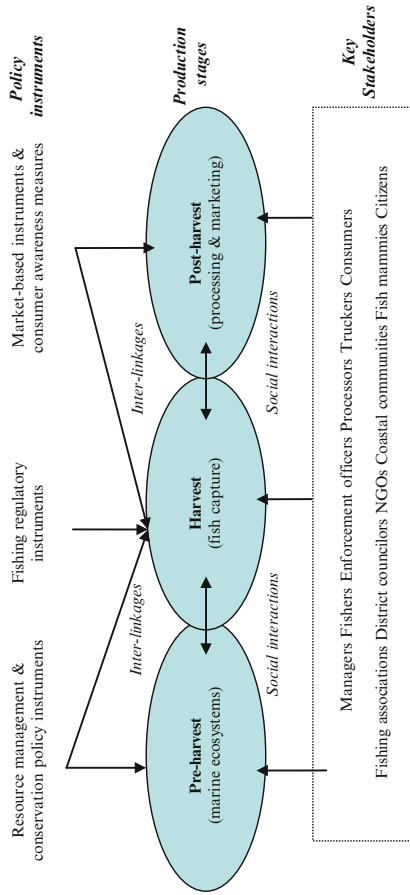 Resource management &
conservation policy instruments
Fishing regulatory
instruments
Market-based instruments &
consumer awareness measures
Policy
instruments
Inter-linkages
Inter-linkages
Production
stages
Pre-harvest
(marine ecosystems)
Harvest
(fish capture)
Post-harvest
(processing & marketing)
Social interactions
Social interactions
Key
Stakeholders
Managers Fishers Enforcement officers Processors Truckers Consumers
Fishing associations District councilors NGOs Coastal communities Fish mammies Citizens